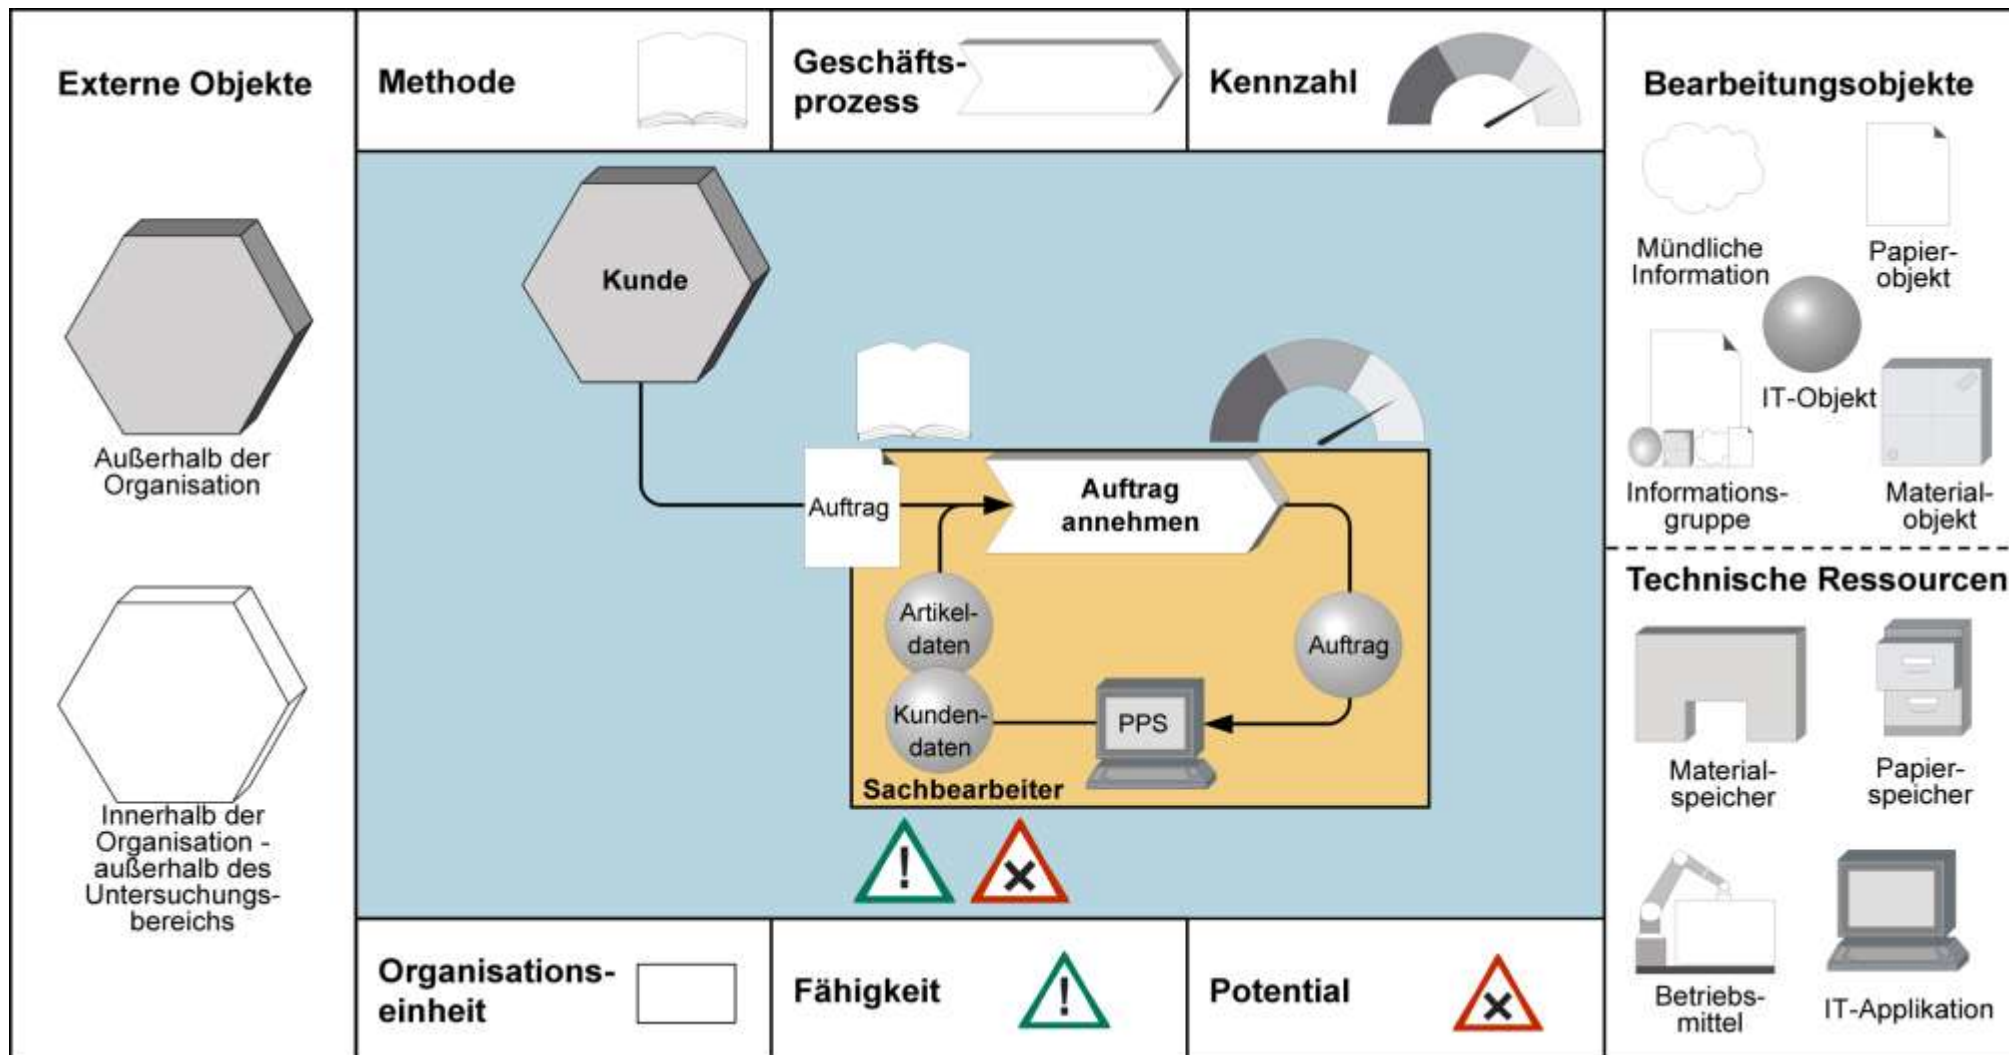 Externe Objekte
Außerhalb der
Organisation
Innerhalb der
Organisation -
außerhalb des
Untersuchungs-
bereichs
Methode
Geschäfts-
prozess
Kennzahl
Kunde
Auftrag
Auftrag
annehmen
Artikel-
daten
Kunden-
daten
PPS
Auftrag
Sachbearbeiter
!
×
Organisations-
einheit
Fähigkeit
!
Potential
×
Bearbeitungsobjekte
Mündliche
Information
Papier-
objekt
IT-Objekt
Informations-
gruppe
Material-
objekt
Technische Ressourcen
Material-
speicher
Papier-
speicher
Betriebs-
mittel
IT-Applikation